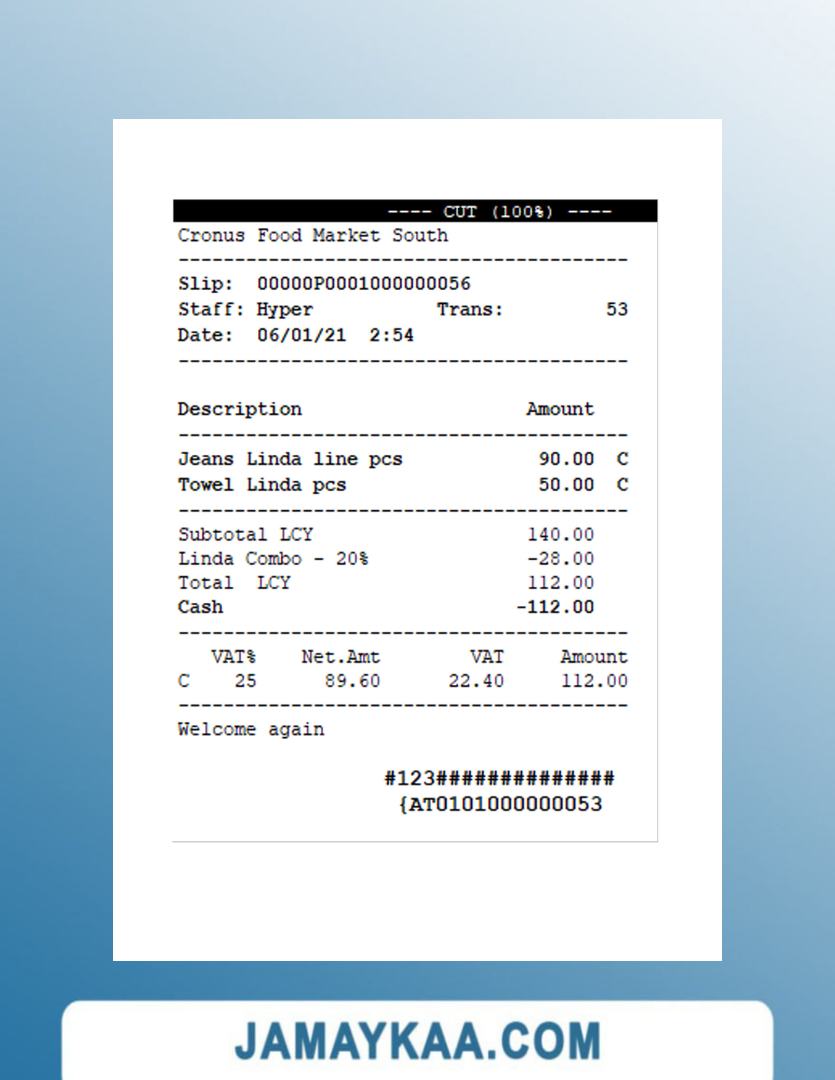 ---- CUT (100%) ----
Cronus Food Market South
----------------------------------------
Slip:  00000P0001000000056
Staff: Hyper           Trans:         53
Date:  06/01/21  2:54
----------------------------------------
Description                    Amount
----------------------------------------
Jeans Linda line pcs            90.00  C
Towel Linda pcs                 50.00  C
----------------------------------------
Subtotal LCY                   140.00
Linda Combo - 20%              -28.00
Total  LCY                     112.00
Cash                          -112.00
----------------------------------------
   VAT%    Net.Amt        VAT     Amount
C    25      89.60      22.40     112.00
----------------------------------------
Welcome again
#123##############
{AT0101000000053
JAMAYKAA.COM